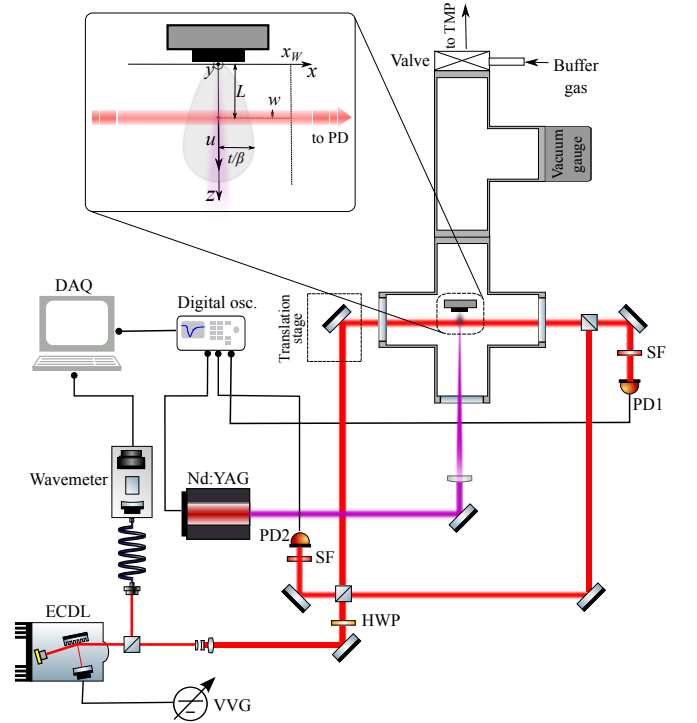 to TMP
Valve
Buffer
gas
Vacuum
gauge
x_W
y
x
L
w
to PD
u
t/β
z
DAQ
Digital osc.
Translation
stage
SF
PD1
Wavemeter
Nd:YAG
PD2
SF
ECDL
HWP
VVG